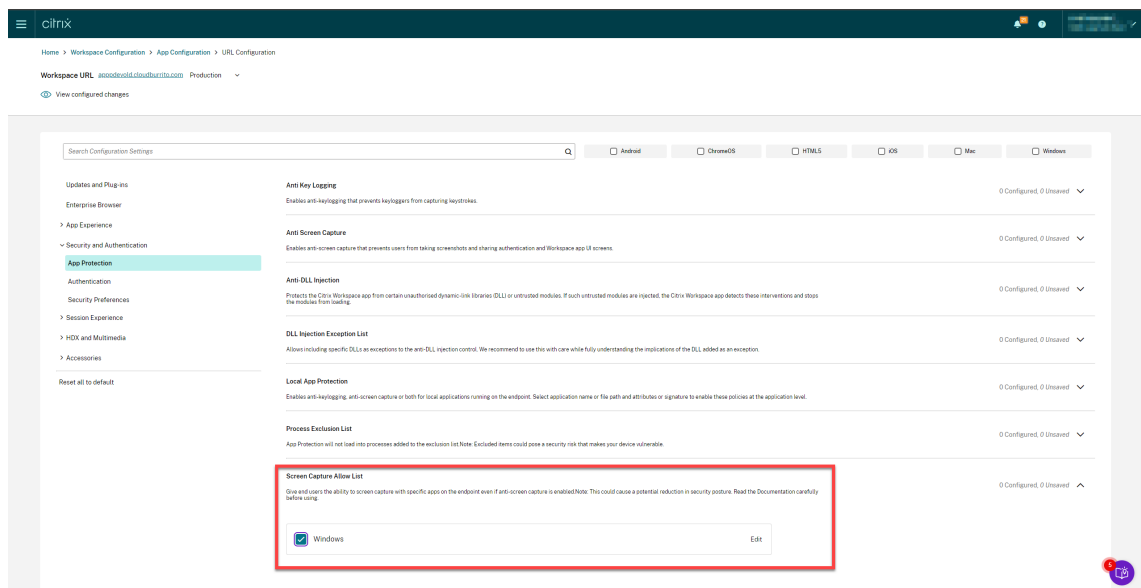 citrix
Home > Workspace Configuration > App Configuration > URL Configuration
Workspace URL appodevold.cloudburrito.com Production
View configured changes
Search Configuration Settings
Android
ChromeOS
HTML5
iOS
Mac
Windows
Updates and Plug-ins
Enterprise Browser
App Experience
Security and Authentication
App Protection
Authentication
Security Preferences
Session Experience
HDX and Multimedia
Accessories
Reset all to default
Anti Key Logging
0 Configured, 0 Unsaved
Enables anti-keylogging that prevents keyloggers from capturing keystrokes.
Anti Screen Capture
0 Configured, 0 Unsaved
Enables anti-screen capture that prevents users from taking screenshots and sharing authentication and Workspace app UI screens.
Anti-DLL Injection
0 Configured, 0 Unsaved
Protects the Citrix Workspace app from certain unauthorised dynamic-link libraries (DLL) or untrusted modules. If such untrusted modules are injected, the Citrix Workspace app detects these interventions and stops
the modules from loading.
DLL Injection Exception List
0 Configured, 0 Unsaved
Allows including specific DLLs as exceptions to the anti-DLL injection control. We recommend to use this with care while fully understanding the implications of the DLL added as an exception.
Local App Protection
0 Configured, 0 Unsaved
Enables anti-keylogging, anti-screen capture or both for local applications running on the endpoint. Select application name or file path and attributes or signature to enable these policies at the application level.
Process Exclusion List
0 Configured, 0 Unsaved
App Protection will not load into processes added to the exclusion list.Note: Excluded items could pose a security risk that makes your device vulnerable.
Screen Capture Allow List
0 Configured, 0 Unsaved
Give end users the ability to screen capture with specific apps on the endpoint even if anti-screen capture is enabled.Note: This could cause a potential reduction in security posture. Read the Documentation carefully
before using.
Windows
Edit
5